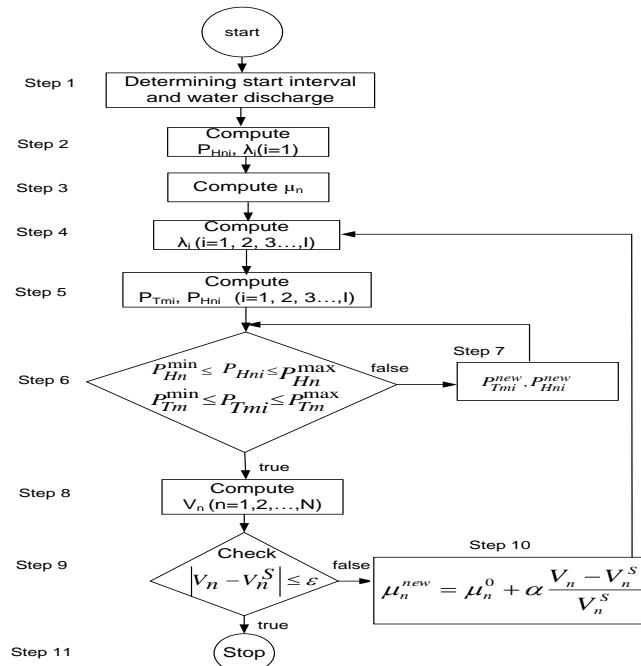 start
Step 1
Determining start interval
and water discharge
Step 2
Compute
P_Hni, λ_i(i=1)
Step 3
Compute μ_n
Step 4
Compute
λ_i(i=1, 2, 3...,I)
Step 5
Compute
P_Tmi, P_Hni (i=1, 2, 3...,I)
Step 6
P_Hn^min ≤ P_Hni ≤ P_Hn^max
P_Tm^min ≤ P_Tmi ≤ P_Tm^max
false
Step 7
P_Tmi^new, P_Hni^new
true
Step 8
Compute
V_n (n=1,2,...,N)
Step 9
Check
|V_n − V_n^S| ≤ ε
false
Step 10
μ_n^new = μ_n^0 + α (V_n − V_n^S) / V_n^S
true
Step 11
Stop